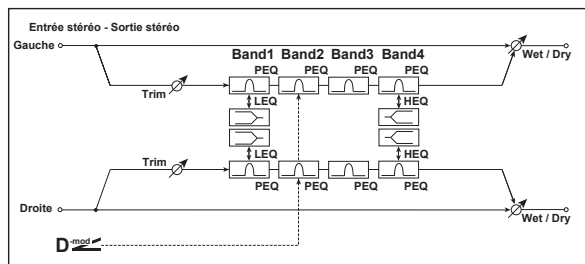 Entrée stéréo - Sortie stéréo
Gauche
Wet / Dry
Band1 Band2 Band3 Band4
PEQ PEQ PEQ PEQ
Trim
LEQ HEQ
LEQ HEQ
Trim
PEQ PEQ PEQ PEQ
Droite
Wet / Dry
D-mod